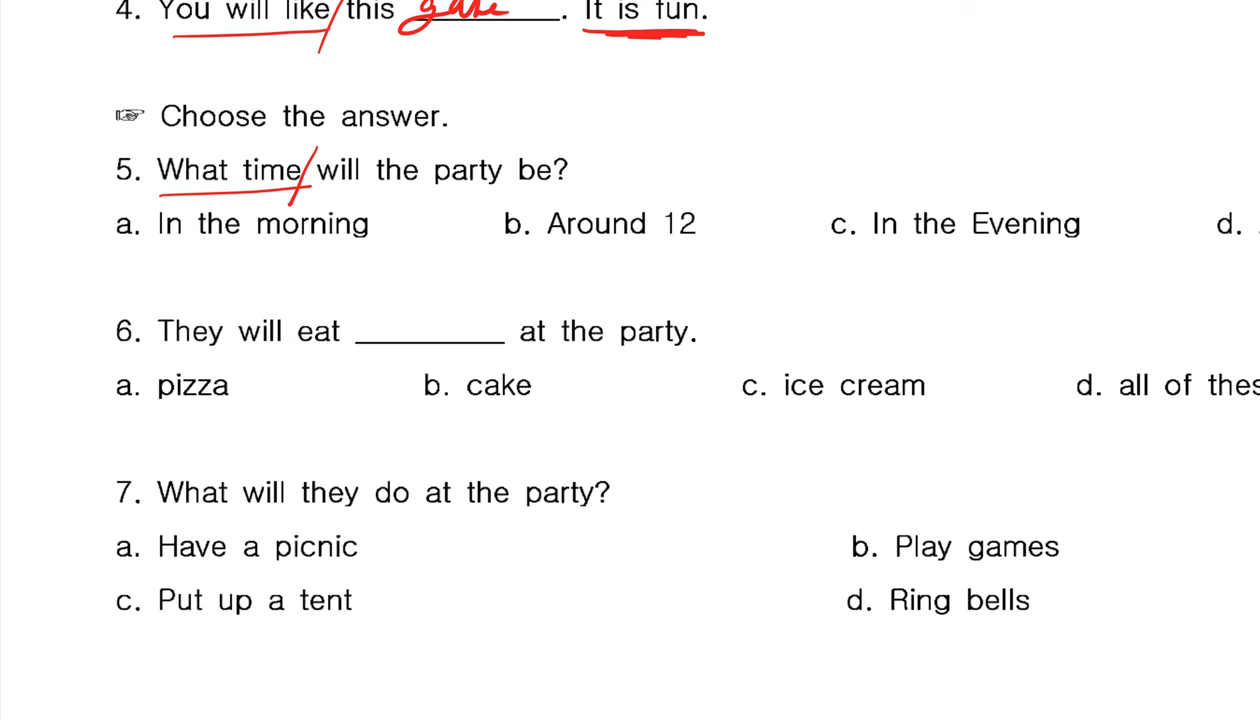 4. You will like this game. It is fun.
☞ Choose the answer.
5. What time will the party be?
a. In the morning b. Around 12 c. In the Evening d.
6. They will eat __________ at the party.
a. pizza b. cake c. ice cream d. all of thes
7. What will they do at the party?
a. Have a picnic b. Play games
c. Put up a tent d. Ring bells